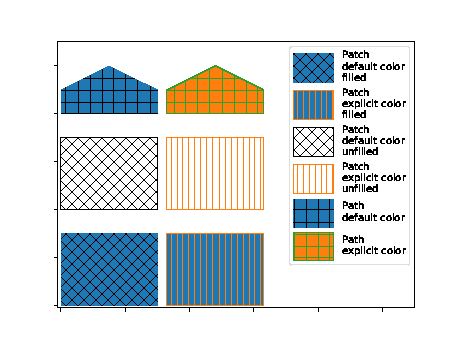 Patch
default color
filled
Patch
explicit color
filled
Patch
default color
unfilled
Patch
explicit color
unfilled
Path
default color
Path
explicit color